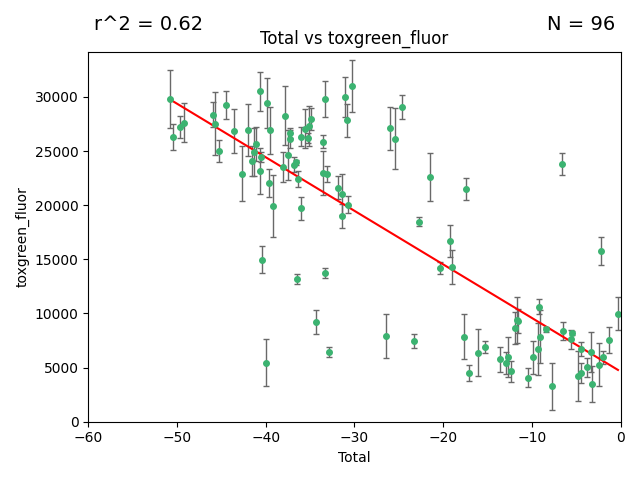 r^2 = 0.62
N = 96
Total vs toxgreen_fluor
30000
25000
20000
15000
10000
5000
0
toxgreen_fluor
−60
−50
−40
−30
−20
−10
0
Total